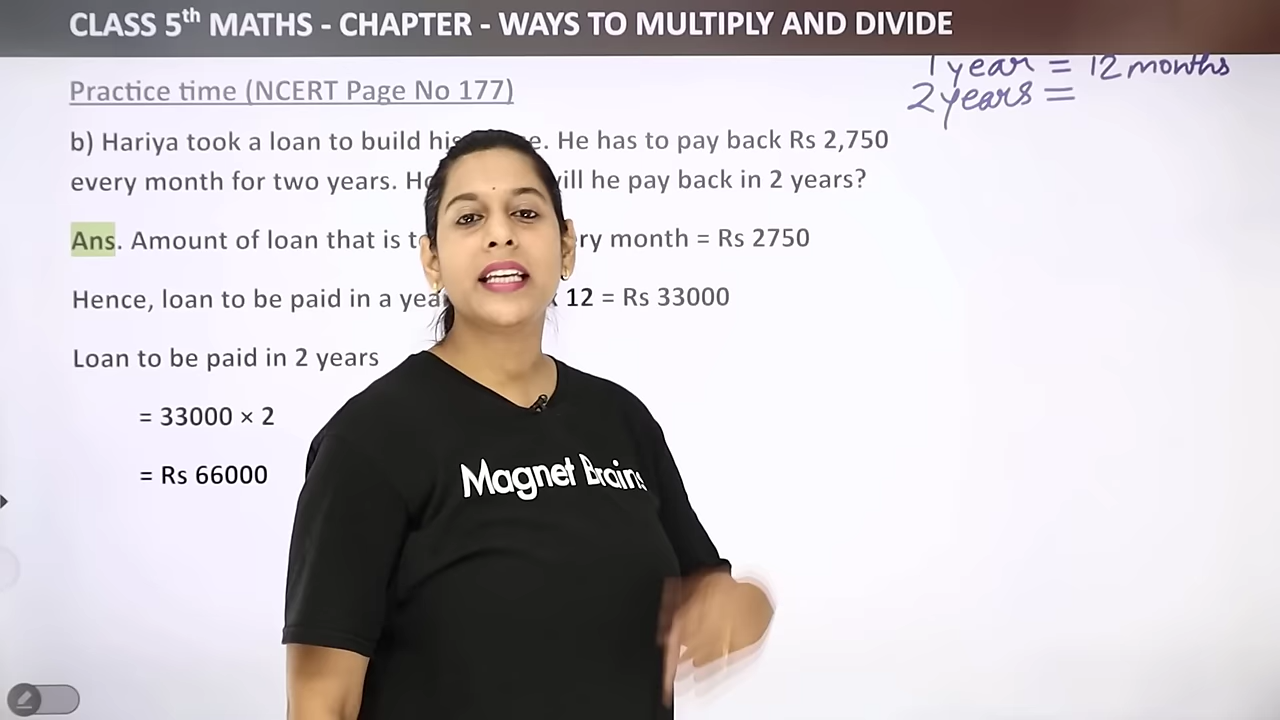 CLASS 5th MATHS - CHAPTER - WAYS TO MULTIPLY AND DIVIDE
1 year = 12 months
2 years =
Practice time (NCERT Page No 177)
b) Hariya took a loan to build his e. He has to pay back Rs 2,750
every month for two years. will he pay back in 2 years?
Ans. Amount of loan that is month = Rs 2750
Hence, loan to be paid in a 12 = Rs 33000
Loan to be paid in 2 years
= 33000 × 2
= Rs 66000
Magnet Brains